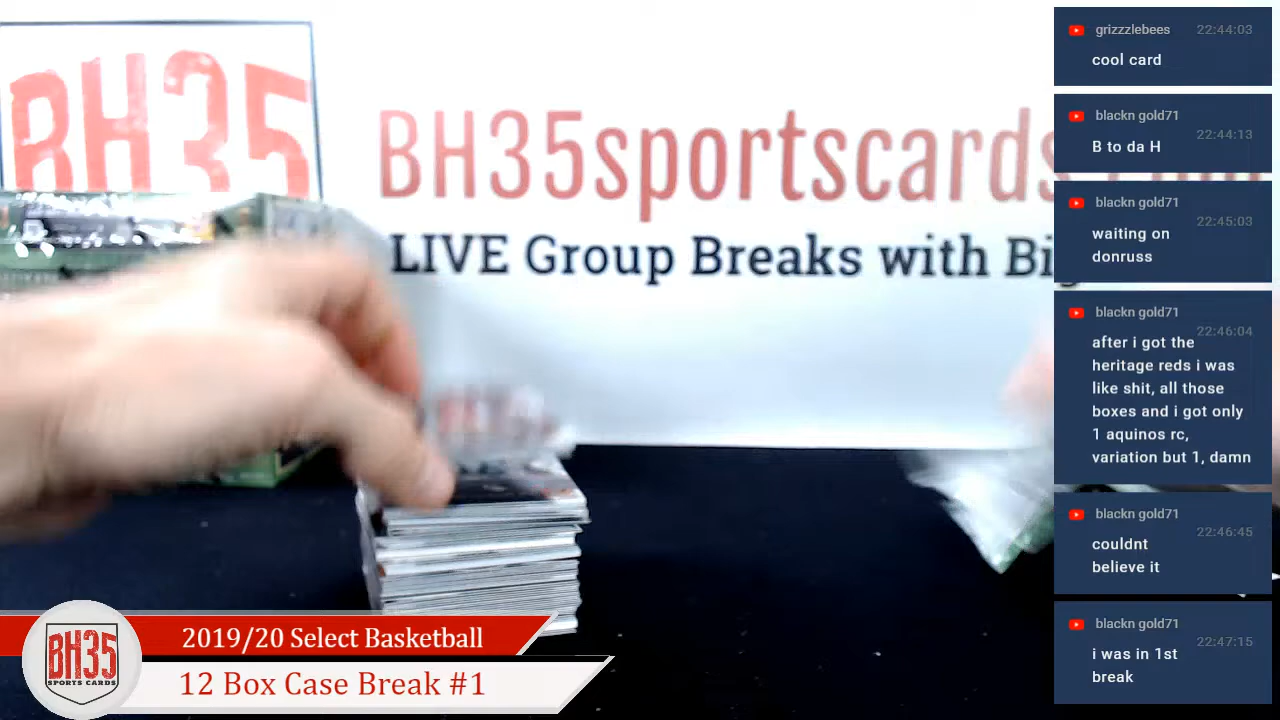 BH35
BH35sportscards
LIVE Group Breaks with
grizzzlebees 22:44:03
cool card
blackn gold71 22:44:13
B to da H
blackn gold71 22:45:03
waiting on
donruss
blackn gold71 22:46:04
after i got the
heritage reds i was
like shit, all those
boxes and i got only
1 aquinos rc,
variation but 1, damn
blackn gold71 22:46:45
couldnt
believe it
blackn gold71 22:47:15
i was in 1st
break
2019/20 Select Basketball
12 Box Case Break #1
BH35
SPORTS CARDS